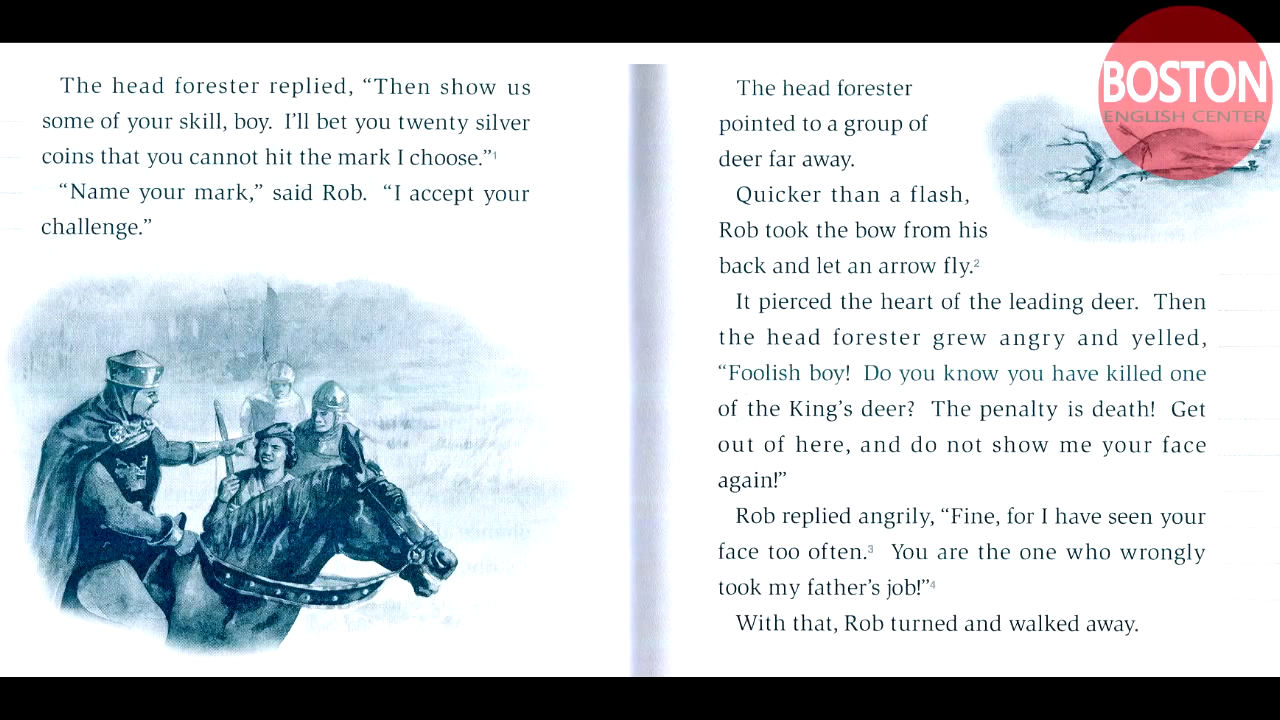 The head forester replied, “Then show us
some of your skill, boy. I’ll bet you twenty silver
coins that you cannot hit the mark I choose.”1
“Name your mark,” said Rob. “I accept your
challenge.”
The head forester
pointed to a group of
deer far away.
Quicker than a flash,
Rob took the bow from his
back and let an arrow fly.2
It pierced the heart of the leading deer. Then
the head forester grew angry and yelled,
“Foolish boy! Do you know you have killed one
of the King’s deer? The penalty is death! Get
out of here, and do not show me your face
again!”
Rob replied angrily, “Fine, for I have seen your
face too often.3 You are the one who wrongly
took my father’s job!”4
With that, Rob turned and walked away.
BOSTON
ENGLISH CENTER